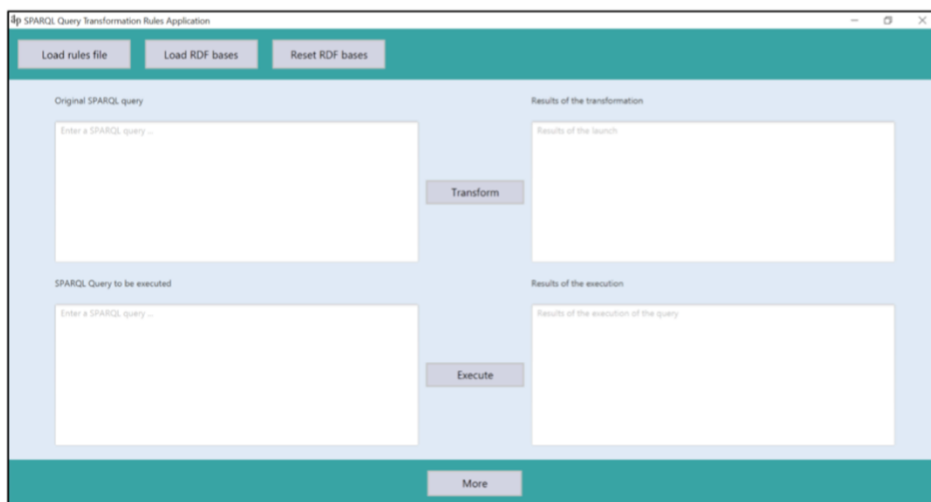 SPARQL Query Transformation Rules Application
Load rules file
Load RDF bases
Reset RDF bases
Original SPARQL query
Results of the transformation
Enter a SPARQL query ...
Results of the launch
Transform
SPARQL Query to be executed
Results of the execution
Enter a SPARQL query ...
Results of the execution of the query
Execute
More